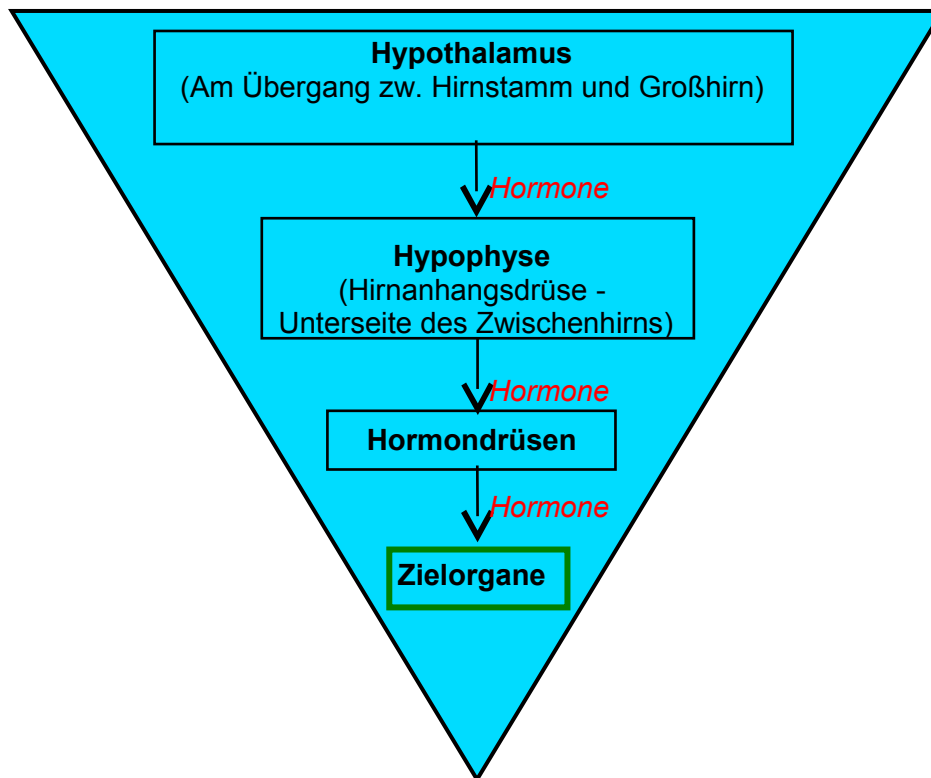 Hypothalamus
(Am Übergang zw. Hirnstamm und Großhirn)
Hormone
Hypophyse
(Hirnanhangsdrüse -
Unterseite des Zwischenhirns)
Hormone
Hormondrüsen
Hormone
Zielorgane